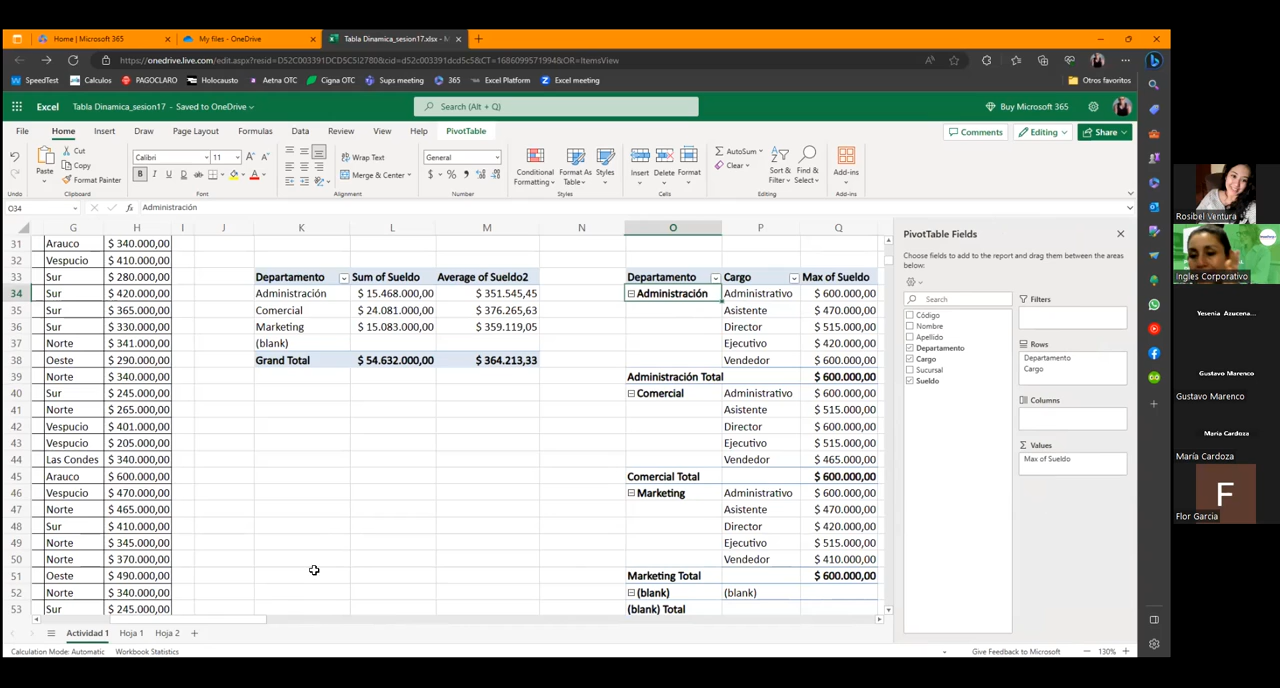 Home | Microsoft 365
My files - OneDrive
Tabla Dinamica_sesion17.xlsx -
https://onedrive.live.com/edit.aspx?resid=D52C003391DCD5C5!2780&cid=d52c003391dcd5c5&CT=1686099571994&OR=ItemsView
SpeedTest Calculos PAGOCLARO Holocausto Aetna OTC Cigna OTC Sups meeting 365 Excel Platform Excel meeting Otros favoritos
Excel Tabla Dinamica_sesion17 - Saved to OneDrive Search (Alt + Q) Buy Microsoft 365
File Home Insert Draw Page Layout Formulas Data Review View Help PivotTable Comments Editing Share
Cut Copy Format Painter Paste Undo Clipboard
Calibri 11 Font
Wrap Text Merge & Center Alignment
General Number
Conditional Formatting Format As Table Styles Styles
Insert Delete Format Cells
AutoSum Clear Sort & Filter Find & Select Editing
Add-ins Add-ins
O34 Administración
G H I J K L M N O P Q
31 Arauco $ 340.000,00
32 Vespucio $ 410.000,00
33 Sur $ 280.000,00 Departamento Sum of Sueldo Average of Sueldo2 Departamento Cargo Max of Sueldo
34 Sur $ 420.000,00 Administración $ 15.468.000,00 $ 351.545,45 Administración Administrativo $ 600.000,00
35 Sur $ 365.000,00 Comercial $ 24.081.000,00 $ 376.265,63 Asistente $ 470.000,00
36 Sur $ 330.000,00 Marketing $ 15.083.000,00 $ 359.119,05 Director $ 515.000,00
37 Norte $ 341.000,00 (blank) Ejecutivo $ 420.000,00
38 Oeste $ 290.000,00 Grand Total $ 54.632.000,00 $ 364.213,33 Vendedor $ 600.000,00
39 Norte $ 340.000,00 Administración Total $ 600.000,00
40 Sur $ 245.000,00 Comercial Administrativo $ 600.000,00
41 Norte $ 265.000,00 Asistente $ 515.000,00
42 Vespucio $ 401.000,00 Director $ 600.000,00
43 Vespucio $ 205.000,00 Ejecutivo $ 515.000,00
44 Las Condes $ 340.000,00 Vendedor $ 465.000,00
45 Arauco $ 600.000,00 Comercial Total $ 600.000,00
46 Vespucio $ 470.000,00 Marketing Administrativo $ 600.000,00
47 Norte $ 465.000,00 Asistente $ 470.000,00
48 Sur $ 410.000,00 Director $ 420.000,00
49 Norte $ 345.000,00 Ejecutivo $ 515.000,00
50 Norte $ 370.000,00 Vendedor $ 410.000,00
51 Oeste $ 490.000,00 Marketing Total $ 600.000,00
52 Norte $ 340.000,00 (blank) (blank)
53 Sur $ 245.000,00 (blank) Total
PivotTable Fields
Choose fields to add to the report and drag them between the areas
below:
Search
Código
Nombre
Apellido
Departamento
Cargo
Sucursal
Sueldo
Filters
Rows
Departamento
Cargo
Columns
Values
Max of Sueldo
Actividad 1 Hoja 1 Hoja 2
Calculation Mode: Automatic Workbook Statistics Give Feedback to Microsoft 130%
Rosibel Ventura
Ingles Corporativo
Yesenia Azucena...
Gustavo Marenco
Gustavo Marenco
Maria Cardoza
María Cardoza
F
Flor Garcia